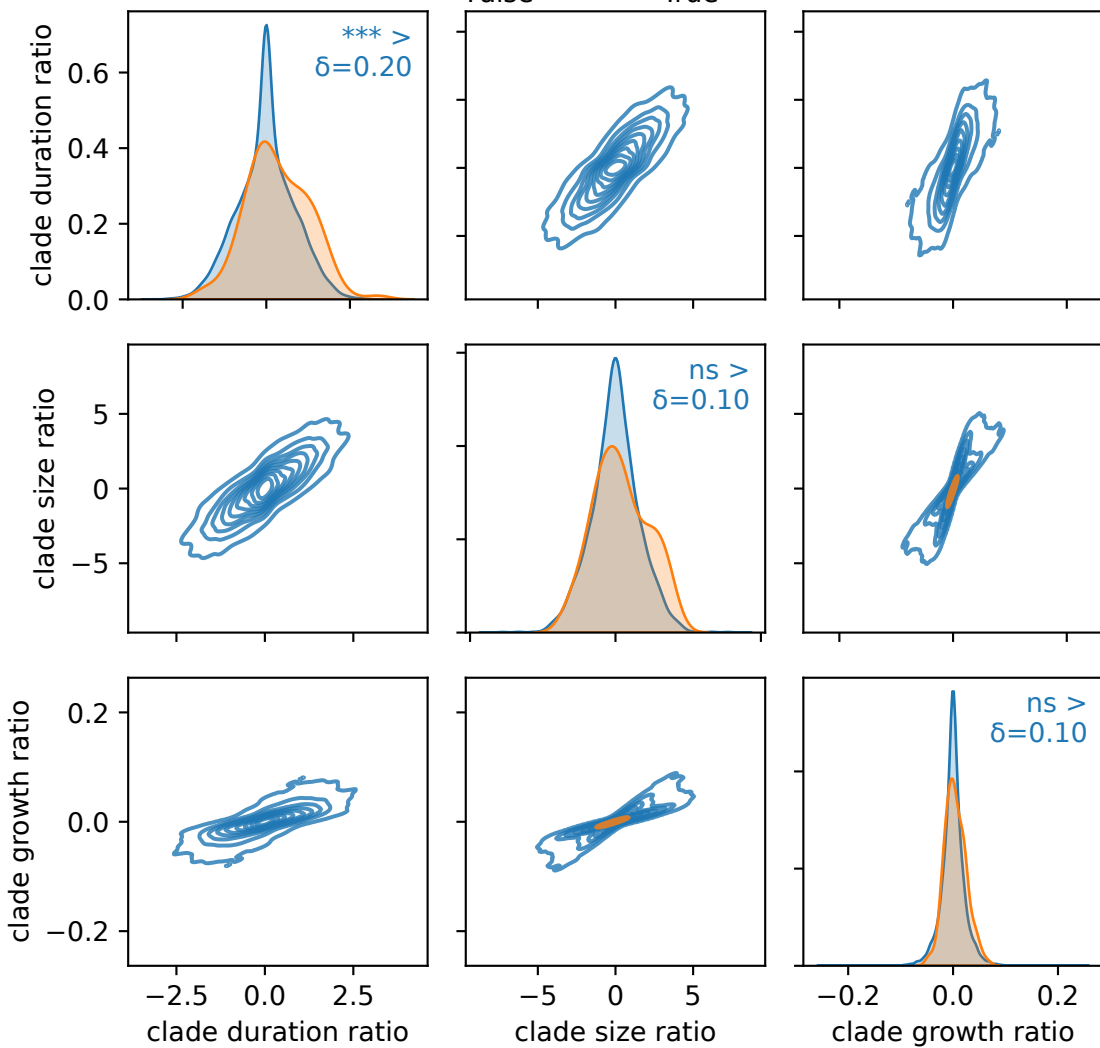 True
*** >
δ=0.20
clade duration ratio
0.6
0.4
0.2
0.0
ns >
δ=0.10
clade size ratio
5
0
−5
ns >
δ=0.10
clade growth ratio
0.2
0.0
−0.2
−2.5 0.0 2.5
−5 0 5
−0.2 0.0 0.2
clade duration ratio
clade size ratio
clade growth ratio